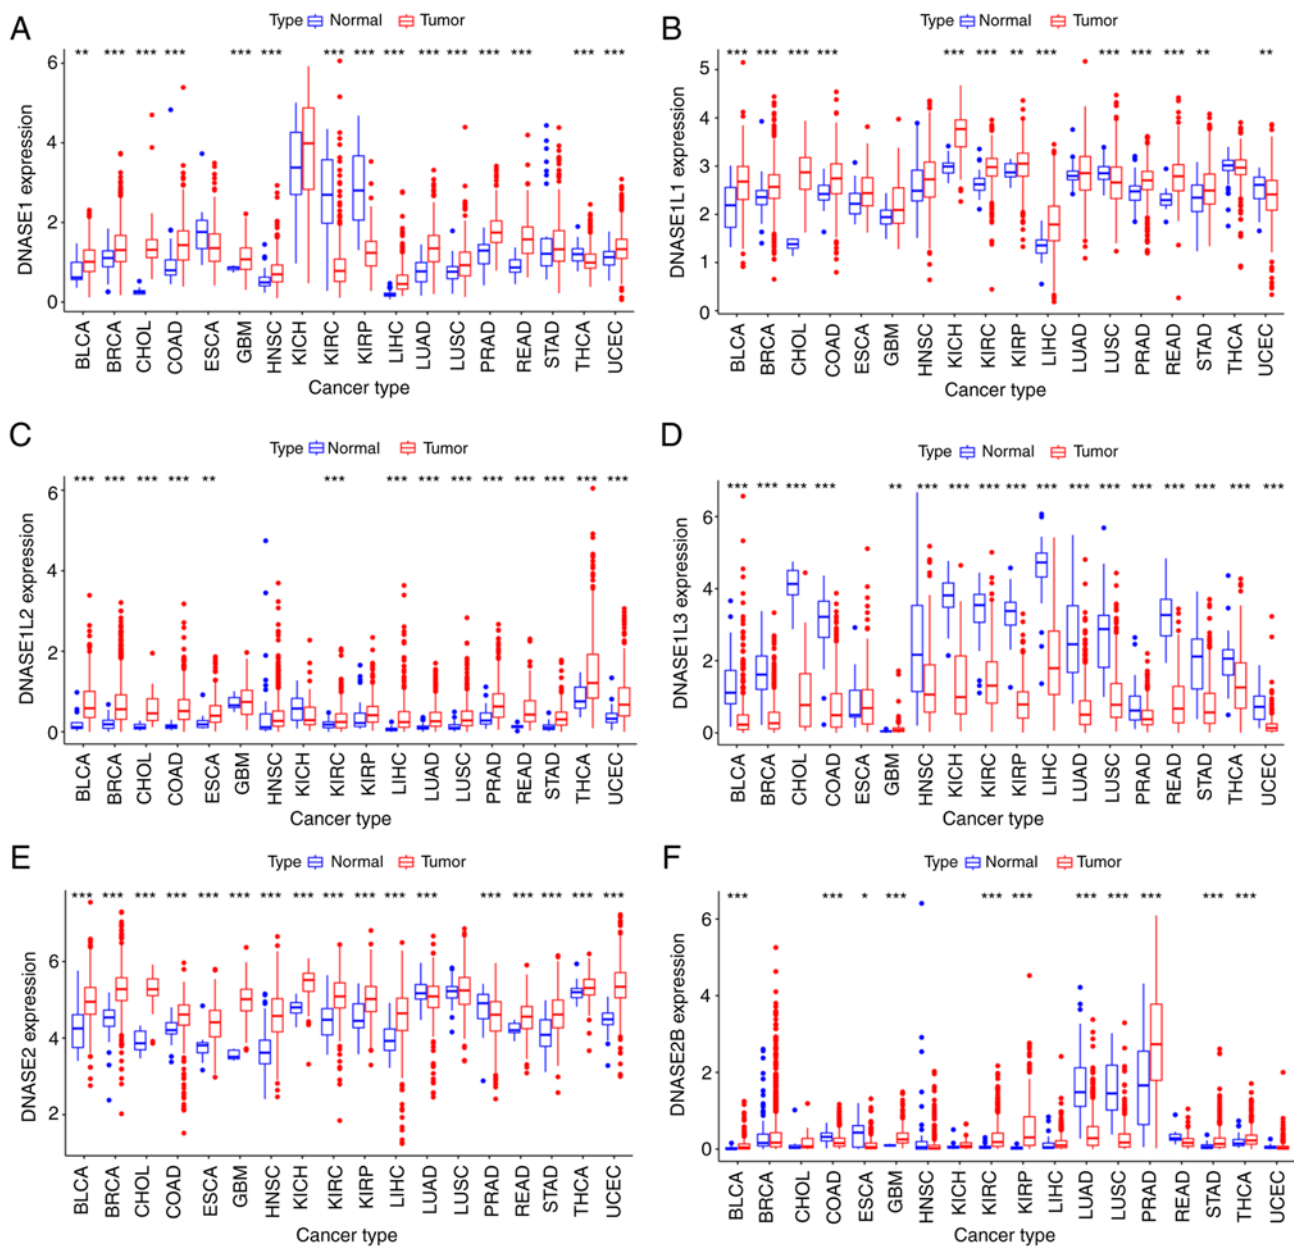 A
Type Normal Tumor
** *** *** *** *** *** *** *** *** *** *** *** *** *** ***
DNASE1 expression
6
4
2
0
BLCA BRCA CHOL COAD ESCA GBM HNSC KICH KIRC KIRP LIHC LUAD LUSC PRAD READ STAD THCA UCEC
Cancer type
B
Type Normal Tumor
*** *** *** *** *** *** ** *** *** *** *** ** **
DNASE1L1 expression
5
4
3
2
1
0
BLCA BRCA CHOL COAD ESCA GBM HNSC KICH KIRC KIRP LIHC LUAD LUSC PRAD READ STAD THCA UCEC
Cancer type
C
Type Normal Tumor
*** *** *** *** ** *** *** *** *** *** *** *** *** ***
DNASE1L2 expression
6
4
2
0
BLCA BRCA CHOL COAD ESCA GBM HNSC KICH KIRC KIRP LIHC LUAD LUSC PRAD READ STAD THCA UCEC
Cancer type
D
Type Normal Tumor
*** *** *** *** ** *** *** *** *** *** *** *** *** *** *** *** ***
DNASE1L3 expression
6
4
2
0
BLCA BRCA CHOL COAD ESCA GBM HNSC KICH KIRC KIRP LIHC LUAD LUSC PRAD READ STAD THCA UCEC
Cancer type
E
Type Normal Tumor
*** *** *** *** *** *** *** *** *** *** *** *** *** *** *** *** ***
DNASE2 expression
6
4
2
BLCA BRCA CHOL COAD ESCA GBM HNSC KICH KIRC KIRP LIHC LUAD LUSC PRAD READ STAD THCA UCEC
Cancer type
F
Type Normal Tumor
*** *** * *** *** *** *** *** *** *** ***
DNASE2B expression
6
4
2
0
BLCA BRCA CHOL COAD ESCA GBM HNSC KICH KIRC KIRP LIHC LUAD LUSC PRAD READ STAD THCA UCEC
Cancer type